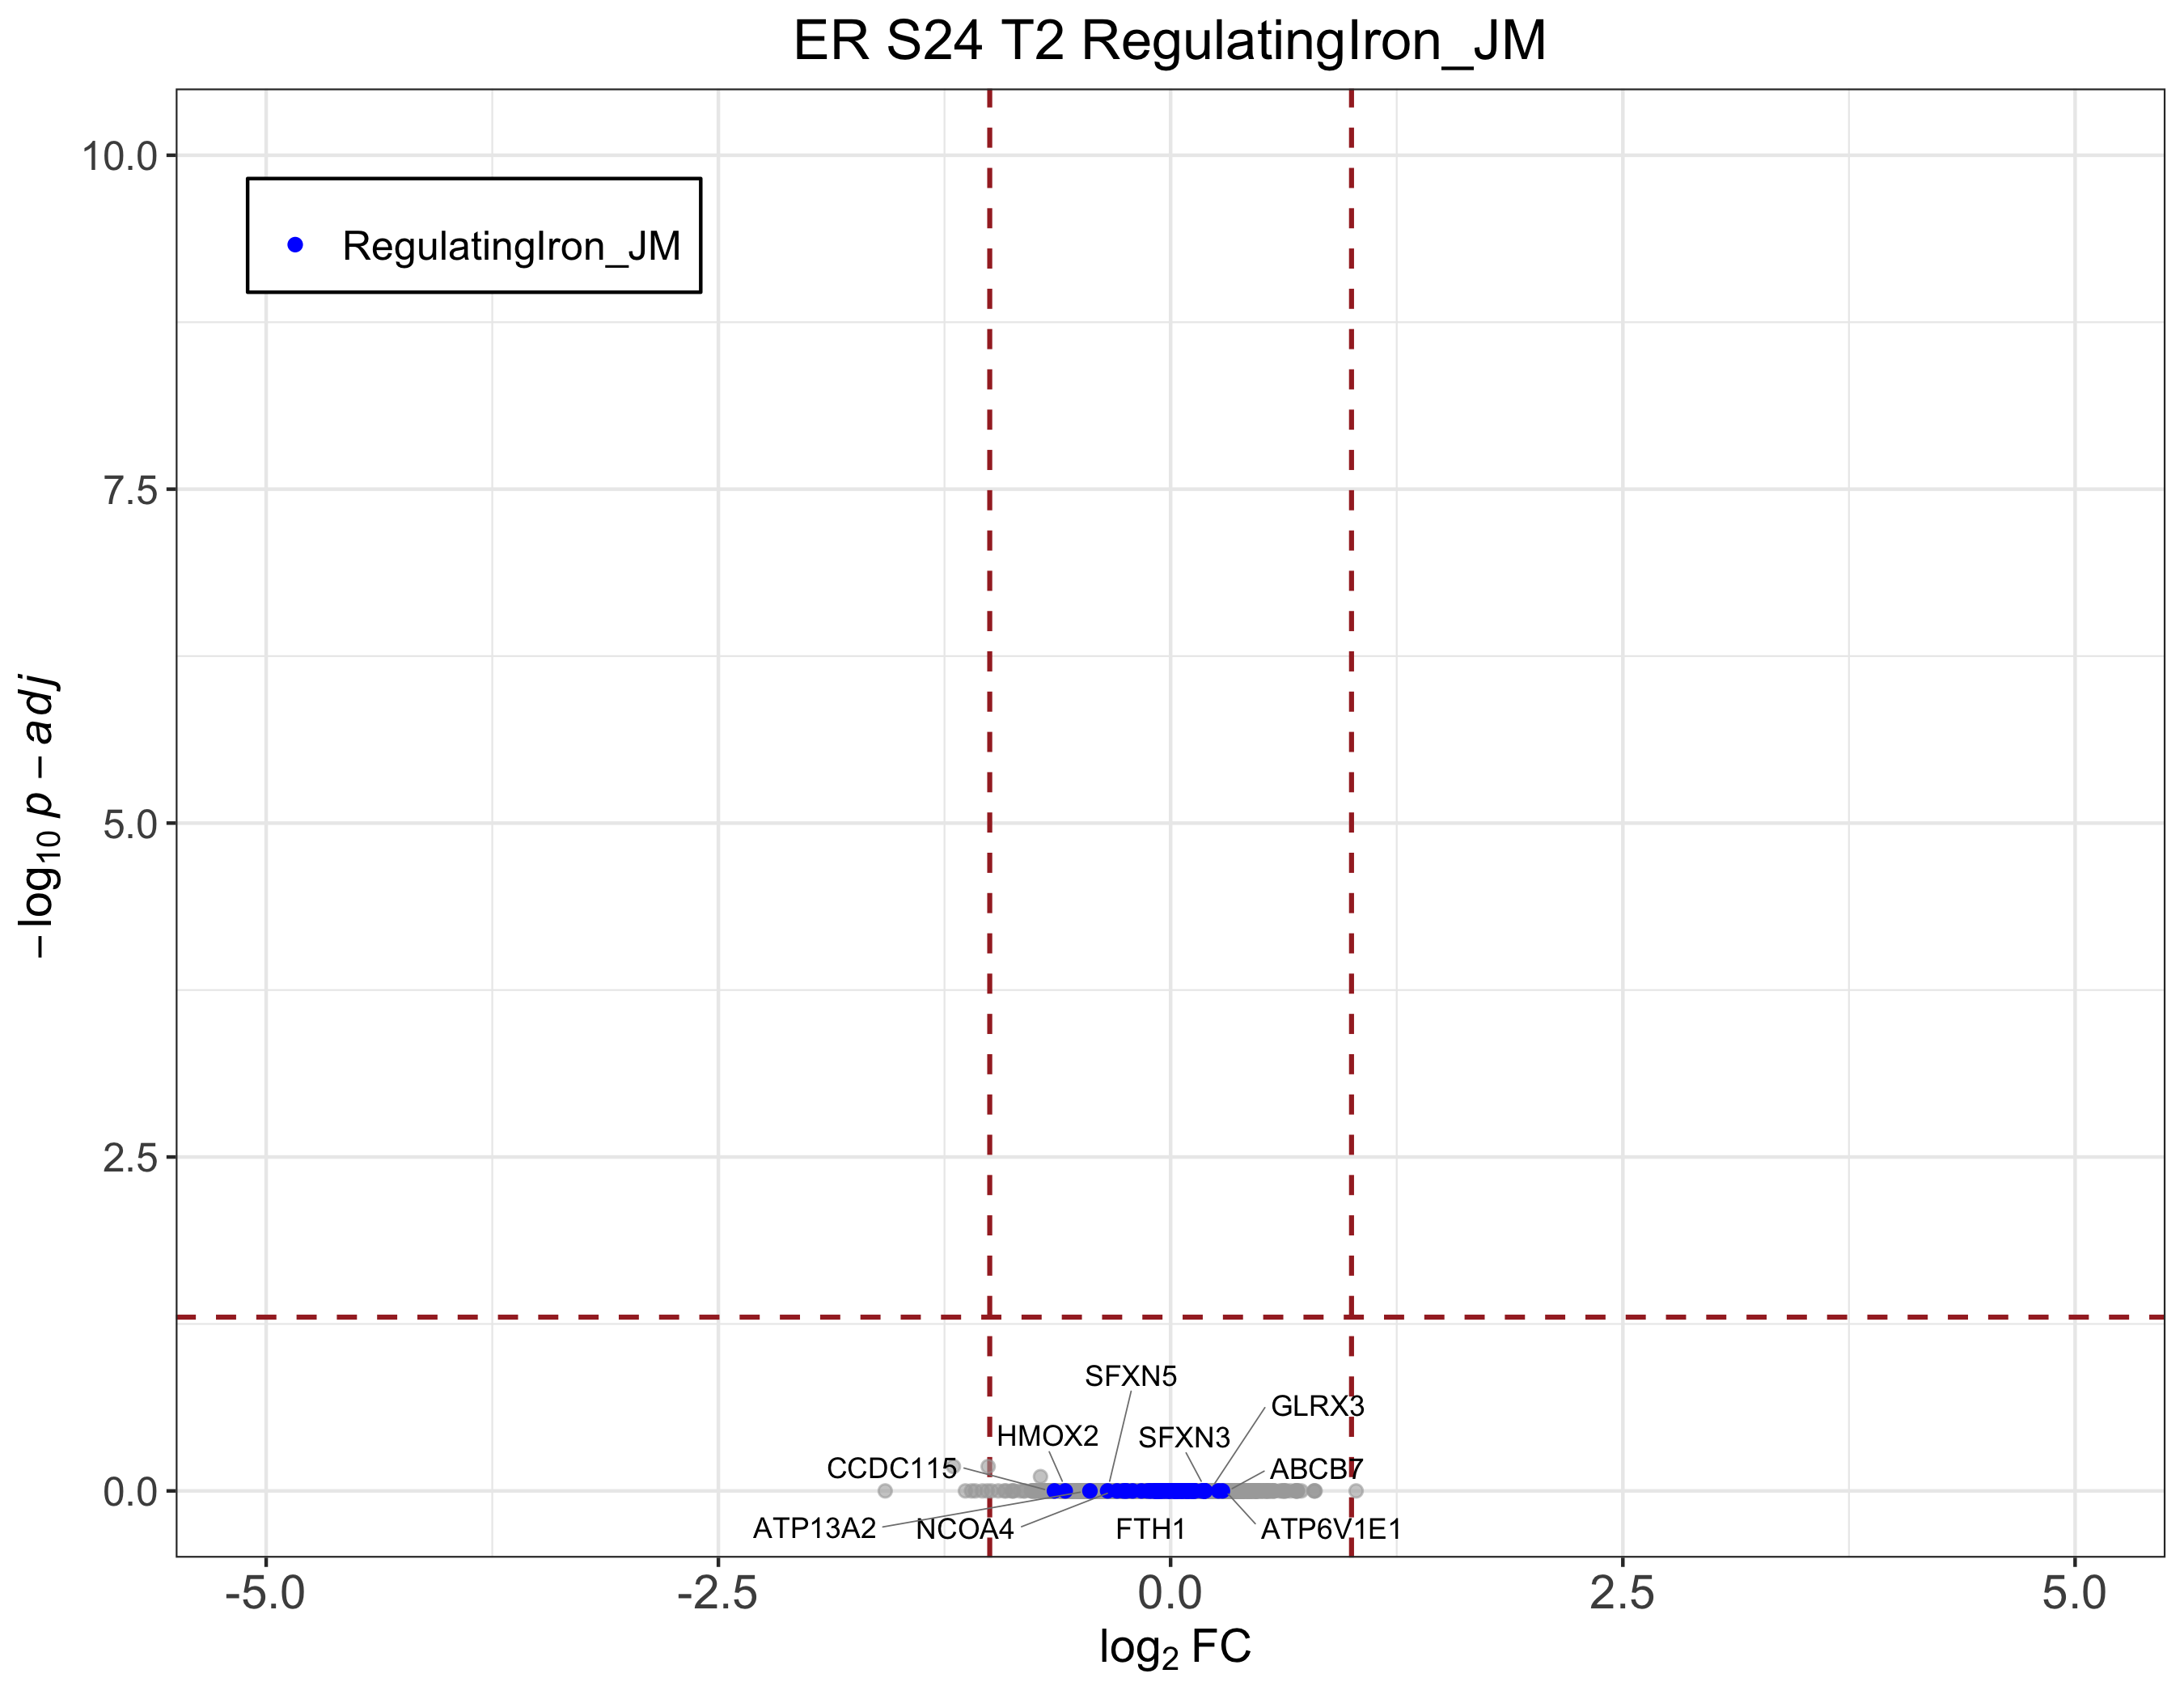 ER S24 T2 RegulatingIron_JM
10.0
RegulatingIron_JM
7.5
5.0
2.5
0.0
−log10 p − adj
SFXN5
GLRX3
HMOX2
SFXN3
CCDC115
ABCB7
ATP13A2
NCOA4
FTH1
ATP6V1E1
-5.0
-2.5
0.0
2.5
5.0
log2 FC